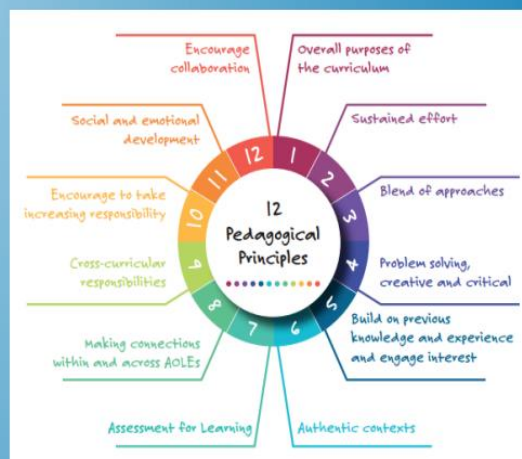 12
Pedagogical
Principles
1
Overall purposes of
the curriculum
2
Sustained effort
3
Blend of approaches
4
Problem solving,
creative and critical
5
Build on previous
knowledge and experience
and engage interest
6
Authentic contexts
7
Assessment for Learning
8
Making connections
within and across AOLEs
9
Cross-curricular
responsibilities
10
Encourage to take
increasing responsibility
11
Social and emotional
development
12
Encourage
collaboration